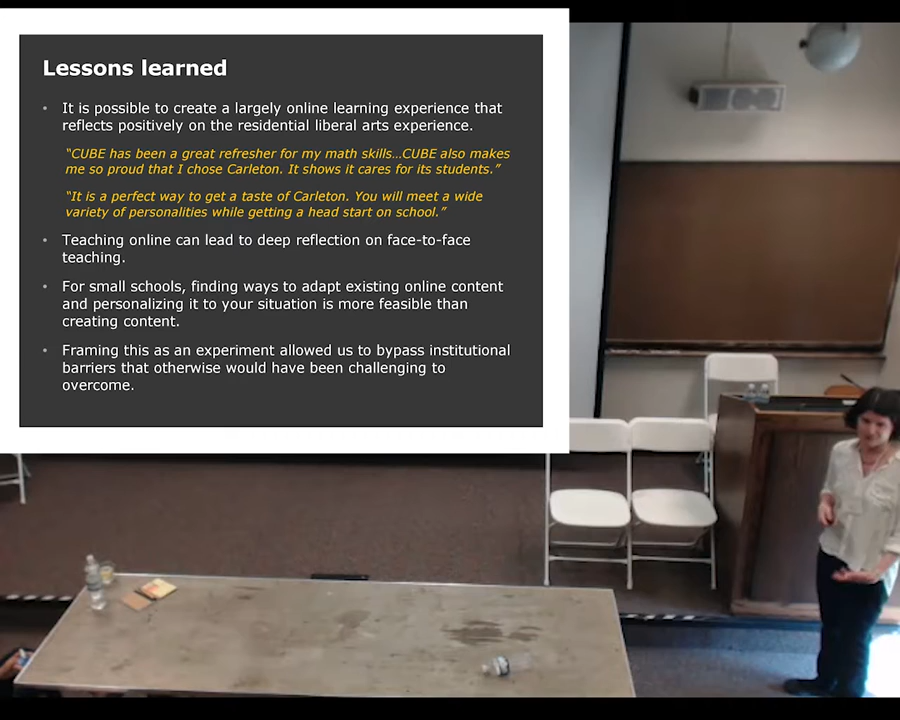 Lessons learned
• It is possible to create a largely online learning experience that
reflects positively on the residential liberal arts experience.
“CUBE has been a great refresher for my math skills…CUBE also makes
me so proud that I chose Carleton. It shows it cares for its students.”
“It is a perfect way to get a taste of Carleton. You will meet a wide
variety of personalities while getting a head start on school.”
• Teaching online can lead to deep reflection on face-to-face
teaching.
• For small schools, finding ways to adapt existing online content
and personalizing it to your situation is more feasible than
creating content.
• Framing this as an experiment allowed us to bypass institutional
barriers that otherwise would have been challenging to
overcome.